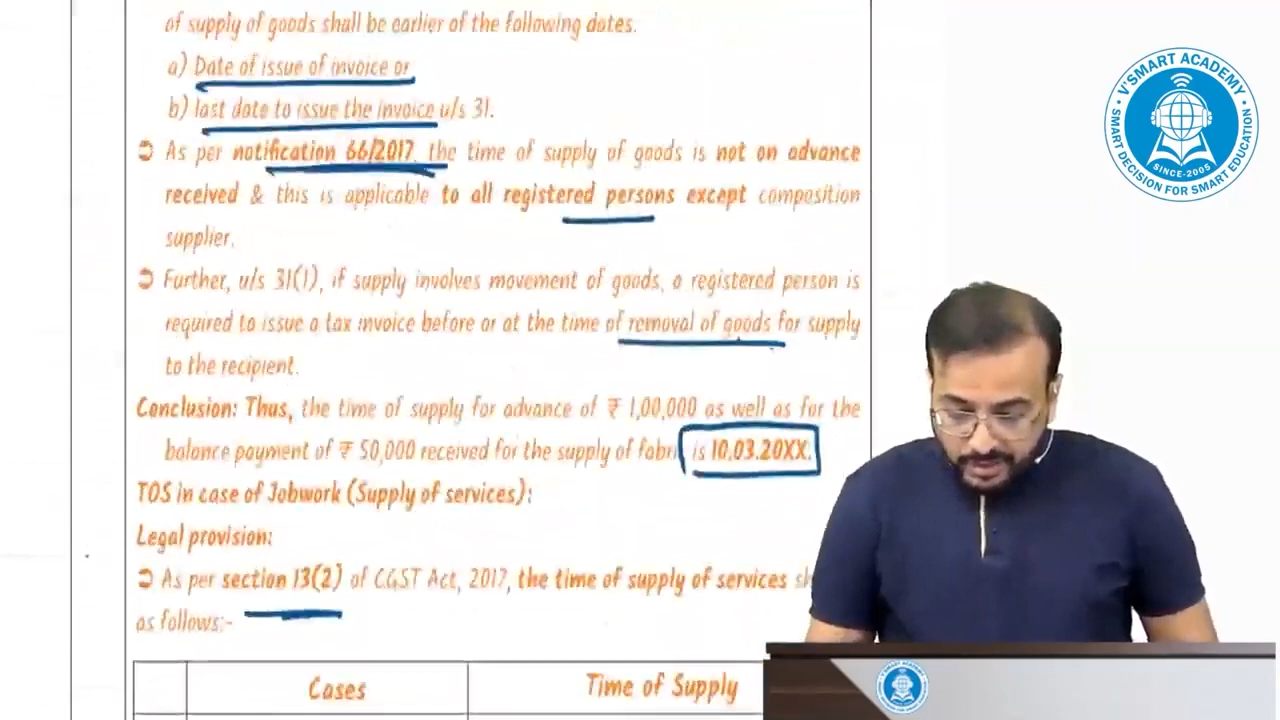 of supply of goods shall be earlier of the following dates.
a) Date of issue of invoice or
b) last date to issue the invoice u/s 31.
➲ As per notification 66/2017, the time of supply of goods is not on advance
received & this is applicable to all registered persons except composition
supplier.
➲ Further, u/s 31(1), if supply involves movement of goods, a registered person is
required to issue a tax invoice before or at the time of removal of goods for supply
to the recipient.
Conclusion: Thus, the time of supply for advance of ₹ 1,00,000 as well as for the
balance payment of ₹ 50,000 received for the supply of is 10.03.20XX.
TOS in case of Jobwork (Supply of services):
Legal provision:
➲ As per section 13(2) of CGST Act, 2017, the time of supply of services
as follows:-
Cases
Time of Supply
V'SMART ACADEMY
SINCE-2005
SMART DECISION FOR SMART EDUCATION